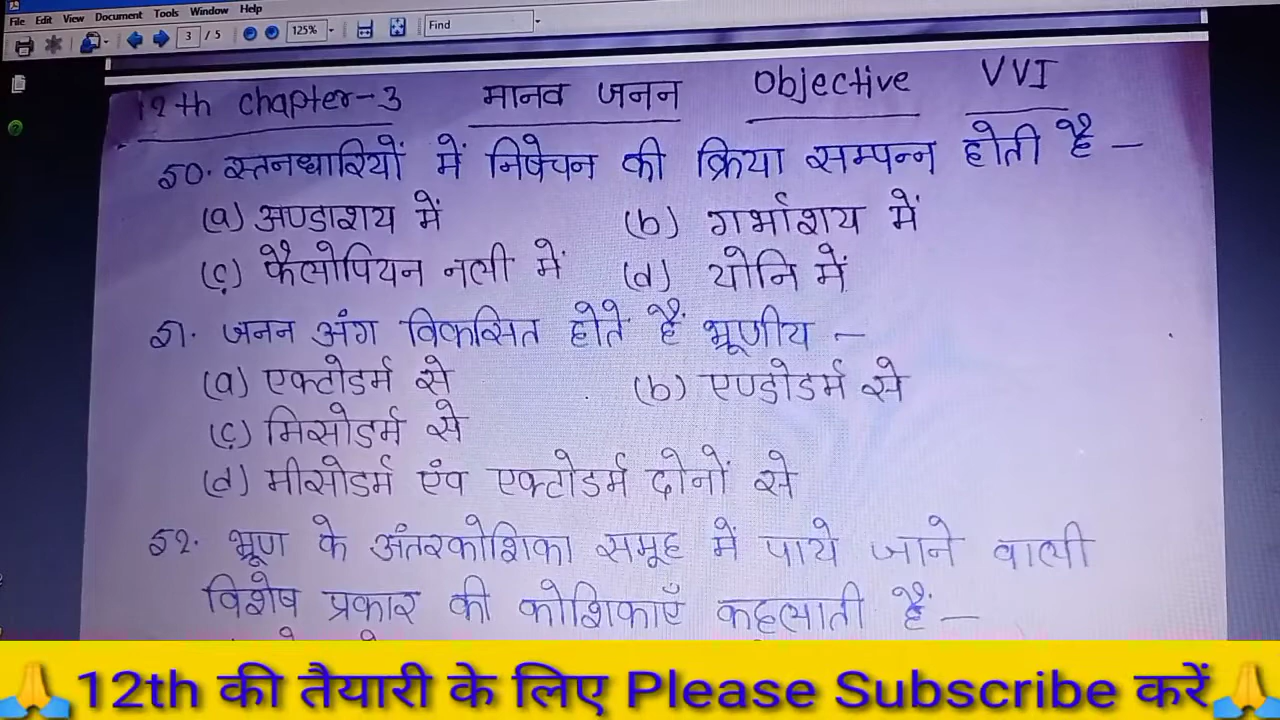 File Edit View Document Tools Window Help
3 / 5 125% Find
12th Chapter-3 मानव जनन Objective VVI
50. स्तनधारियों में निषेचन की क्रिया सम्पन्न होती है –
(a) अण्डाशय में (b) गर्भाशय में
(c) फैलोपियन नली में (d) योनि में
51. जनन अंग विकसित होते हैं भ्रूणीय –
(a) एक्टोडर्म से (b) एण्डोडर्म से
(c) मिसोडर्म से
(d) मीसोडर्म एंव एक्टोडर्म दोनों से
52. भ्रूण के अंतरकोशिका समूह में पाये जाने वाली
विशेष प्रकार की कोशिकाएँ कहलाती हैं –
🙏12th की तैयारी के लिए Please Subscribe करें🙏